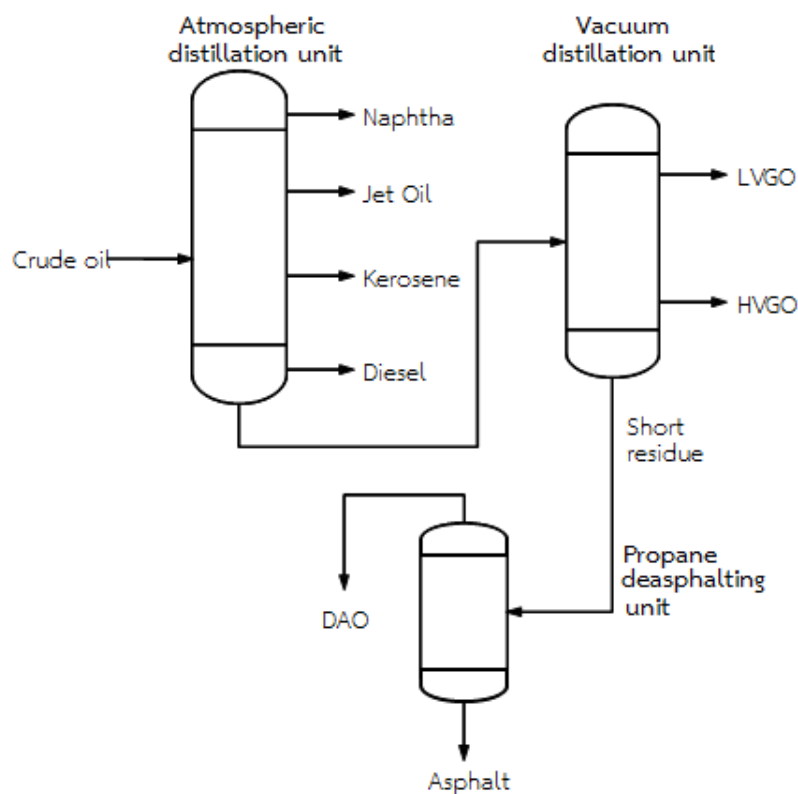 Atmospheric
distillation unit
Vacuum
distillation unit
Naphtha
Jet Oil
Crude oil
Kerosene
Diesel
LVGO
HVGO
Short
residue
Propane
deasphalting
unit
DAO
Asphalt